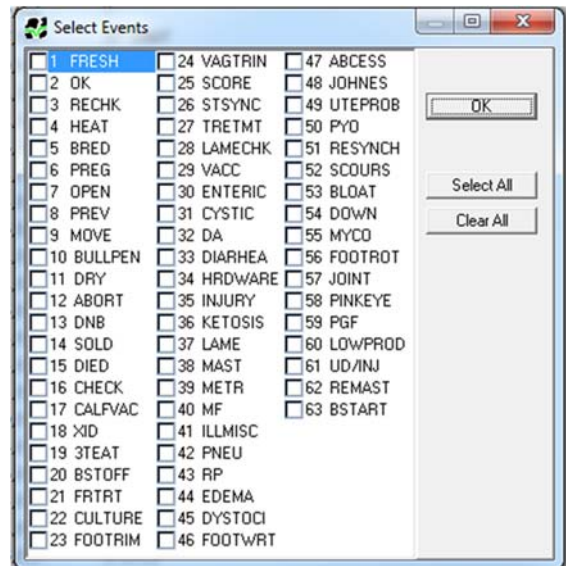 Select Events
1 FRESH
2 OK
3 RECHK
4 HEAT
5 BRED
6 PREG
7 OPEN
8 PREV
9 MOVE
10 BULLPEN
11 DRY
12 ABORT
13 DNB
14 SOLD
15 DIED
16 CHECK
17 CALFVAC
18 XID
19 3TEAT
20 BSTOFF
21 FRTRT
22 CULTURE
23 FOOTRIM
24 VAGTRIN
25 SCORE
26 STSYNC
27 TRETMT
28 LAMECHK
29 VACC
30 ENTERIC
31 CYSTIC
32 DA
33 DIARHEA
34 HRDWARE
35 INJURY
36 KETOSIS
37 LAME
38 MAST
39 METR
40 MF
41 ILLMISC
42 PNEU
43 RP
44 EDEMA
45 DYSTOCI
46 FOOTWRT
47 ABCESS
48 JOHNES
49 UTEPROB
50 PYO
51 RESYNCH
52 SCOURS
53 BLOAT
54 DOWN
55 MYCO
56 FOOTROT
57 JOINT
58 PINKEYE
59 PGF
60 LOWPROD
61 UD/INJ
62 REMAST
63 BSTART
OK
Select All
Clear All